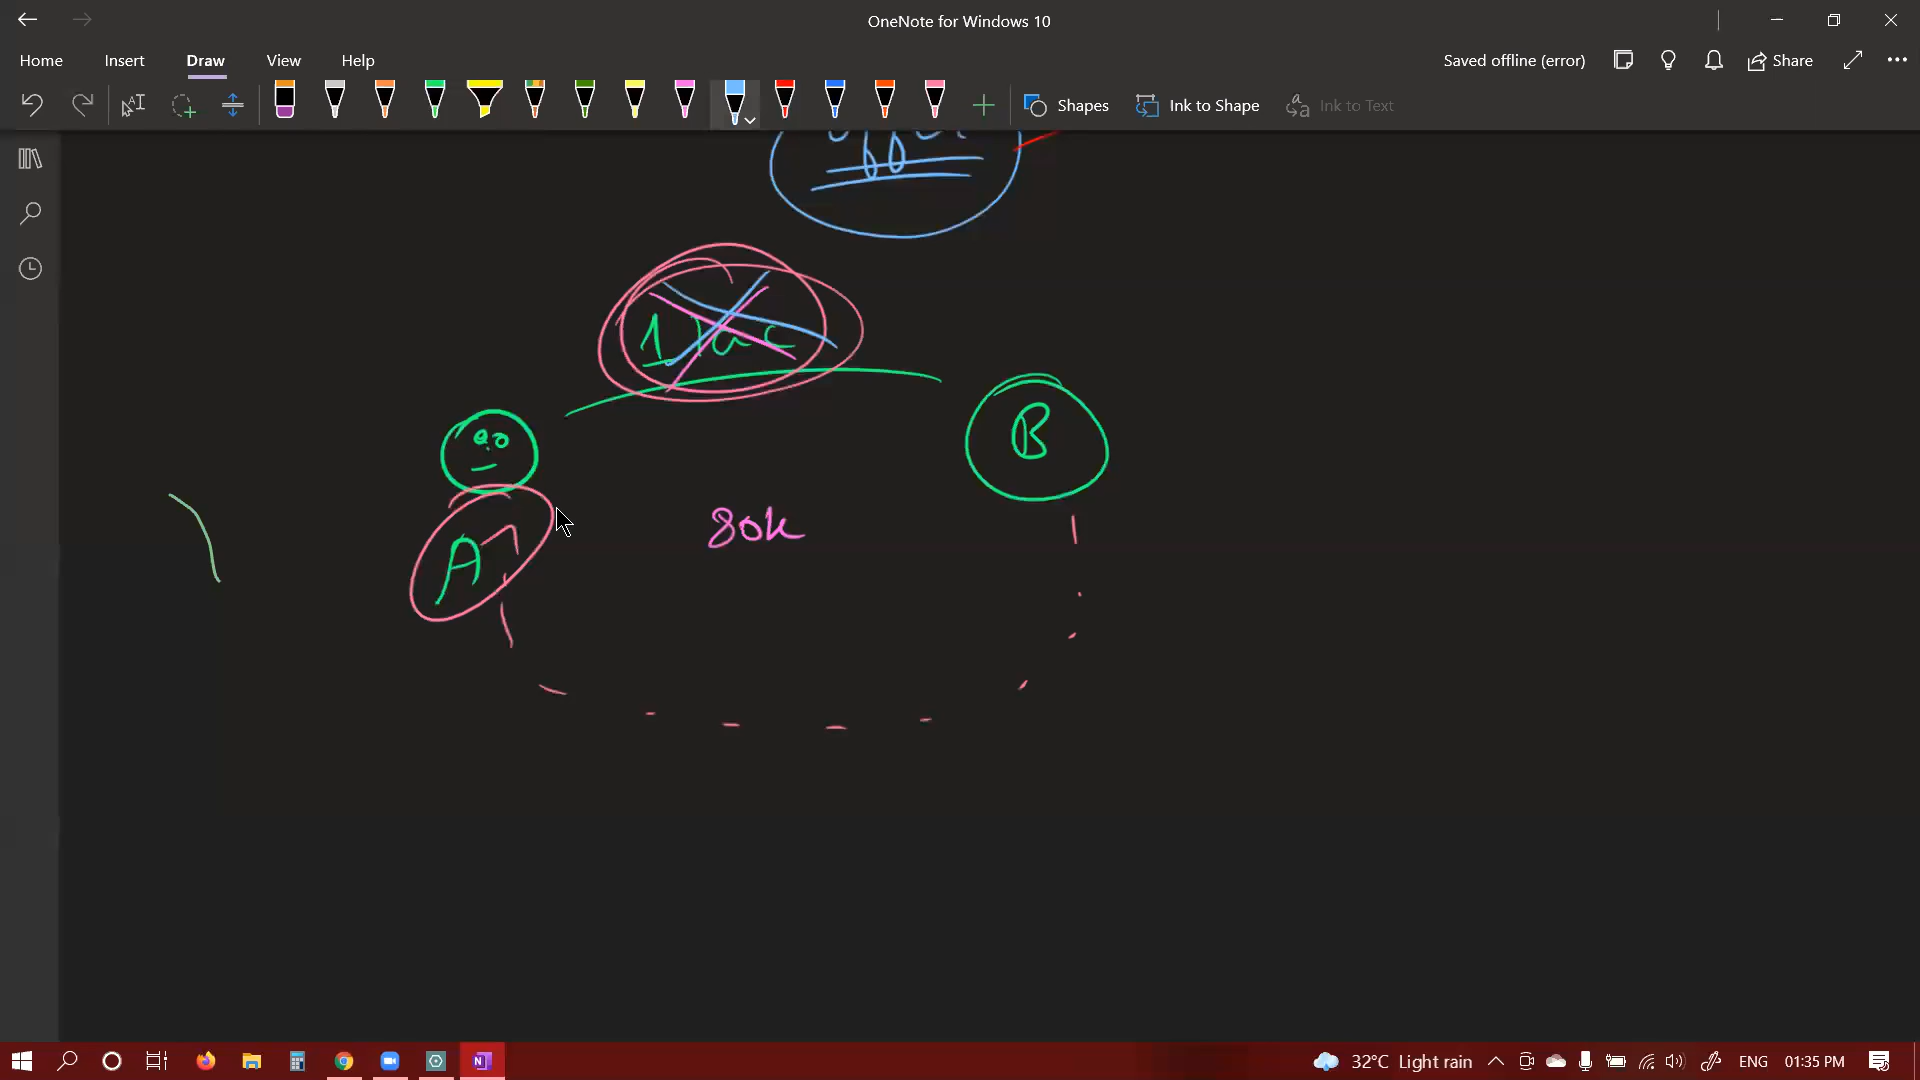 OneNote for Windows 10
Home Insert Draw View Help
Saved offline (error) Share
Shapes Ink to Shape Ink to Text
B
80k
A
32°C Light rain ENG 01:35 PM